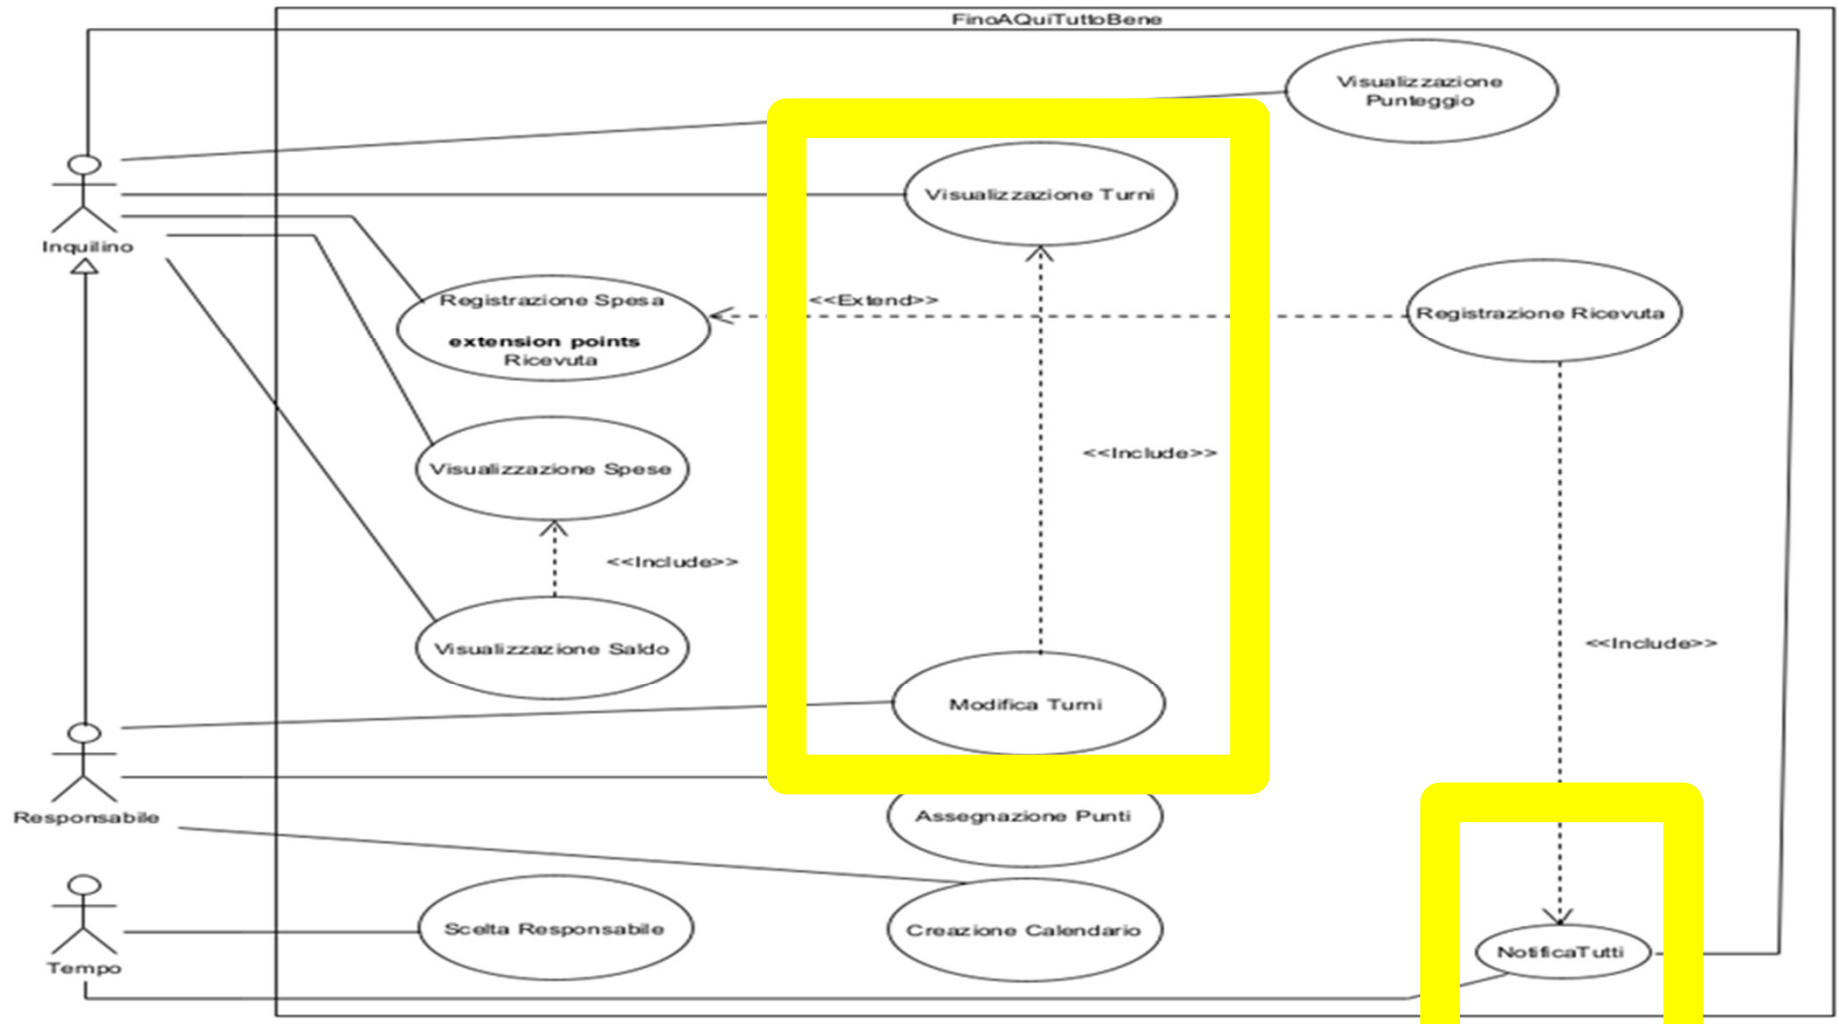 FinoAQuiTuttoBene
Visualizzazione
Punteggio
Visualizzazione Turni
Inquilino
Registrazione Spesa
extension points
Ricevuta
<<Extend>>
Registrazione Ricevuta
<<Include>>
Visualizzazione Spese
<<Include>>
Visualizzazione Saldo
<<Include>>
Modifica Turni
Responsabile
Assegnazione Punti
Scelta Responsabile
Creazione Calendario
NotificaTutti
Tempo